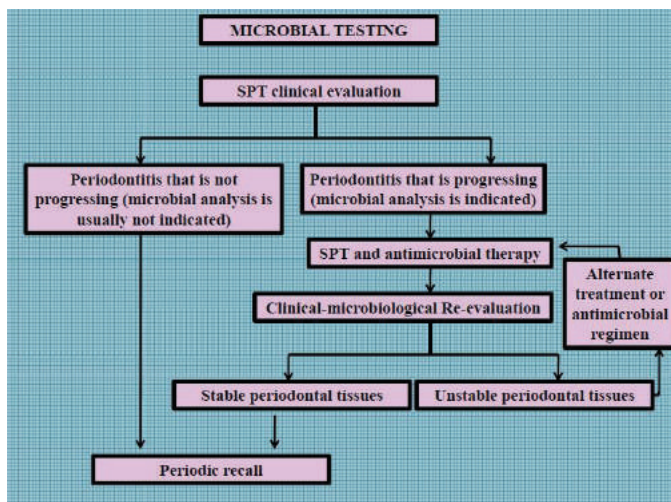 MICROBIAL TESTING
SPT clinical evaluation
Periodontitis that is not
progressing (microbial analysis is
usually not indicated)
Periodontitis that is progressing
(microbial analysis is indicated)
SPT and antimicrobial therapy
Alternate
treatment or
antimicrobial
regimen
Clinical-microbiological Re-evaluation
Stable periodontal tissues
Unstable periodontal tissues
Periodic recall